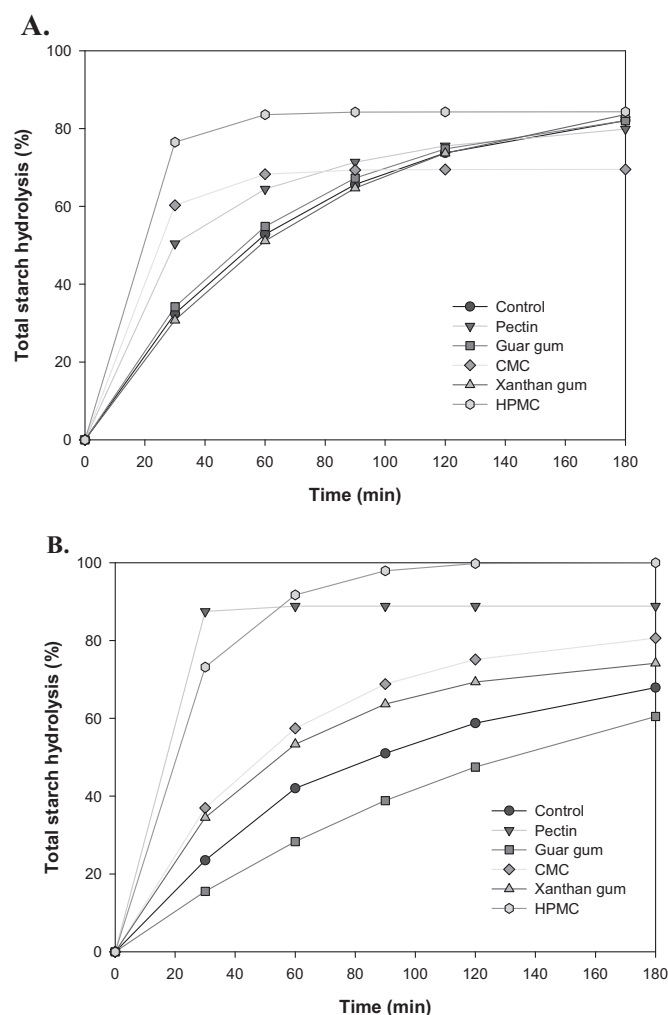 A.
100
80
60
40
20
0
Total starch hydrolysis (%)
Control
Pectin
Guar gum
CMC
Xanthan gum
HPMC
0 20 40 60 80 100 120 140 160 180
Time (min)
B.
100
80
60
40
20
0
Total starch hydrolysis (%)
Control
Pectin
Guar gum
CMC
Xanthan gum
HPMC
0 20 40 60 80 100 120 140 160 180
Time (min)